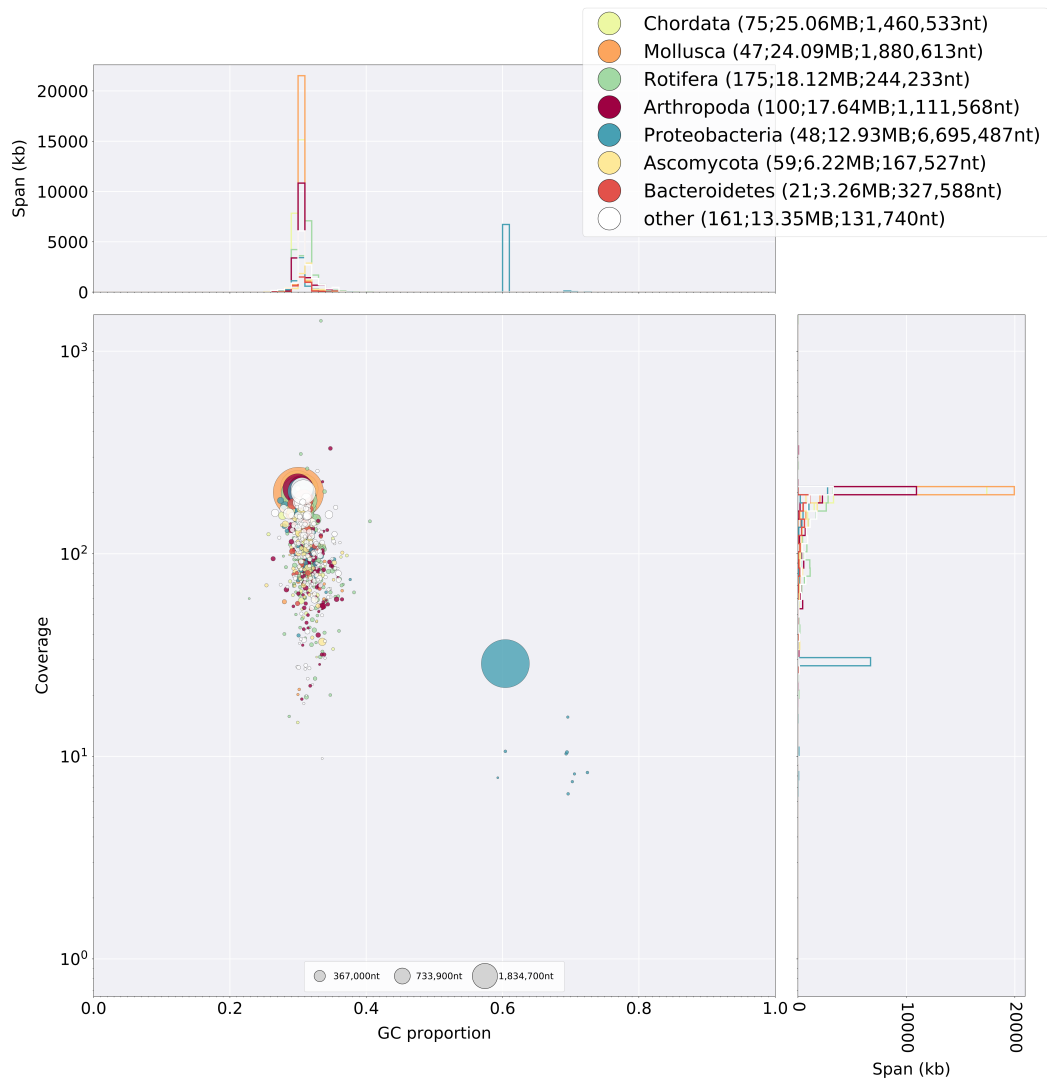 Chordata (75;25.06MB;1,460,533nt)
Mollusca (47;24.09MB;1,880,613nt)
Rotifera (175;18.12MB;244,233nt)
Arthropoda (100;17.64MB;1,111,568nt)
Proteobacteria (48;12.93MB;6,695,487nt)
Ascomycota (59;6.22MB;167,527nt)
Bacteroidetes (21;3.26MB;327,588nt)
other (161;13.35MB;131,740nt)
Span (kb)
20000
15000
10000
5000
0
Coverage
10³
10²
10¹
10⁰
367,000nt 733,900nt 1,834,700nt
0.0 0.2 0.4 0.6 0.8 1.0
GC proportion
0 10000 20000
Span (kb)